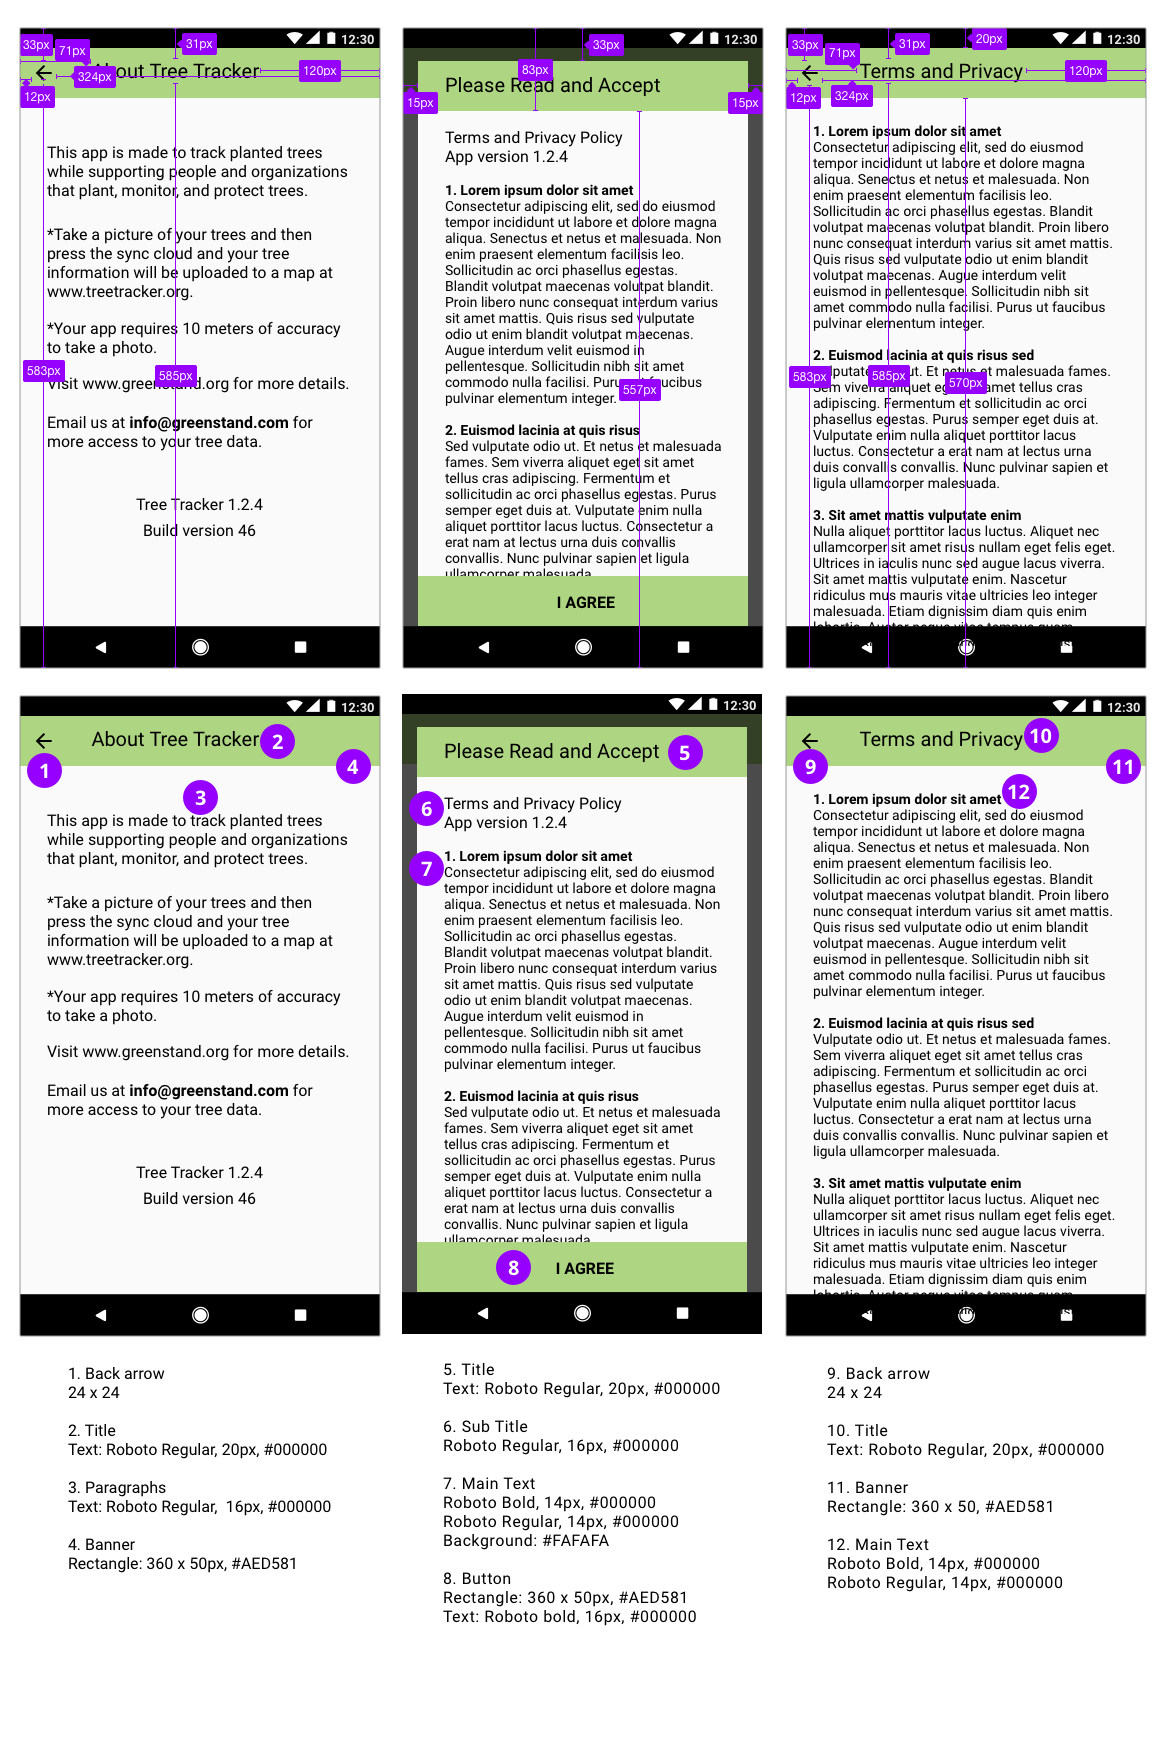 12:30
33px
71px
31px
About Tree Tracker
324px
120px
12px
This app is made to track planted trees
while supporting people and organizations
that plant, monitor, and protect trees.
*Take a picture of your trees and then
press the sync cloud and your tree
information will be uploaded to a map at
www.treetracker.org.
*Your app requires 10 meters of accuracy
to take a photo.
583px
585px
Visit www.greenstand.org for more details.
Email us at info@greenstand.com for
more access to your tree data.
Tree Tracker 1.2.4
Build version 46
12:30
33px
83px
Please Read and Accept
15px
15px
Terms and Privacy Policy
App version 1.2.4
1. Lorem ipsum dolor sit amet
Consectetur adipiscing elit, sed do eiusmod
tempor incididunt ut labore et dolore magna
aliqua. Senectus et netus et malesuada. Non
enim praesent elementum facilisis leo.
Sollicitudin ac orci phasellus egestas.
Blandit volutpat maecenas volutpat blandit.
Proin libero nunc consequat interdum varius
sit amet mattis. Quis risus sed vulputate
odio ut enim blandit volutpat maecenas.
Augue interdum velit euismod in
pellentesque. Sollicitudin nibh sit amet
commodo nulla facilisi. Purus ut faucibus
557px
pulvinar elementum integer.
2. Euismod lacinia at quis risus
Sed vulputate odio ut. Et netus et malesuada
fames. Sem viverra aliquet eget sit amet
tellus cras adipiscing. Fermentum et
sollicitudin ac orci phasellus egestas. Purus
semper eget duis at. Vulputate enim nulla
aliquet porttitor lacus luctus. Consectetur a
erat nam at lectus urna duis convallis
convallis. Nunc pulvinar sapien et ligula
ullamcorper malesuada.
I AGREE
12:30
33px
71px
31px
20px
Terms and Privacy
120px
12px
324px
1. Lorem ipsum dolor sit amet
Consectetur adipiscing elit, sed do eiusmod
tempor incididunt ut labore et dolore magna
aliqua. Senectus et netus et malesuada. Non
enim praesent elementum facilisis leo.
Sollicitudin ac orci phasellus egestas. Blandit
volutpat maecenas volutpat blandit. Proin libero
nunc consequat interdum varius sit amet mattis.
Quis risus sed vulputate odio ut enim blandit
volutpat maecenas. Augue interdum velit
euismod in pellentesque. Sollicitudin nibh sit
amet commodo nulla facilisi. Purus ut faucibus
pulvinar elementum integer.
2. Euismod lacinia at quis risus sed
Vulputate odio ut. Et netus et malesuada fames.
583px
585px
570px
Sem viverra aliquet eget sit amet tellus cras
adipiscing. Fermentum et sollicitudin ac orci
phasellus egestas. Purus semper eget duis at.
Vulputate enim nulla aliquet porttitor lacus
luctus. Consectetur a erat nam at lectus urna
duis convallis convallis. Nunc pulvinar sapien et
ligula ullamcorper malesuada.
3. Sit amet mattis vulputate enim
Nulla aliquet porttitor lacus luctus. Aliquet nec
ullamcorper sit amet risus nullam eget felis eget.
Ultrices in iaculis nunc sed augue lacus viverra.
Sit amet mattis vulputate enim. Nascetur
ridiculus mus mauris vitae ultricies leo integer
malesuada. Etiam dignissim diam quis enim
lobortis. Auctor neque vitae tempus quam
12:30
About Tree Tracker
2
1
4
3
This app is made to track planted trees
while supporting people and organizations
that plant, monitor, and protect trees.
*Take a picture of your trees and then
press the sync cloud and your tree
information will be uploaded to a map at
www.treetracker.org.
*Your app requires 10 meters of accuracy
to take a photo.
Visit www.greenstand.org for more details.
Email us at info@greenstand.com for
more access to your tree data.
Tree Tracker 1.2.4
Build version 46
12:30
Please Read and Accept
5
6
Terms and Privacy Policy
App version 1.2.4
7
1. Lorem ipsum dolor sit amet
Consectetur adipiscing elit, sed do eiusmod
tempor incididunt ut labore et dolore magna
aliqua. Senectus et netus et malesuada. Non
enim praesent elementum facilisis leo.
Sollicitudin ac orci phasellus egestas.
Blandit volutpat maecenas volutpat blandit.
Proin libero nunc consequat interdum varius
sit amet mattis. Quis risus sed vulputate
odio ut enim blandit volutpat maecenas.
Augue interdum velit euismod in
pellentesque. Sollicitudin nibh sit amet
commodo nulla facilisi. Purus ut faucibus
pulvinar elementum integer.
2. Euismod lacinia at quis risus
Sed vulputate odio ut. Et netus et malesuada
fames. Sem viverra aliquet eget sit amet
tellus cras adipiscing. Fermentum et
sollicitudin ac orci phasellus egestas. Purus
semper eget duis at. Vulputate enim nulla
aliquet porttitor lacus luctus. Consectetur a
erat nam at lectus urna duis convallis
convallis. Nunc pulvinar sapien et ligula
ullamcorper malesuada.
8
I AGREE
12:30
Terms and Privacy
10
9
11
12
1. Lorem ipsum dolor sit amet
Consectetur adipiscing elit, sed do eiusmod
tempor incididunt ut labore et dolore magna
aliqua. Senectus et netus et malesuada. Non
enim praesent elementum facilisis leo.
Sollicitudin ac orci phasellus egestas. Blandit
volutpat maecenas volutpat blandit. Proin libero
nunc consequat interdum varius sit amet mattis.
Quis risus sed vulputate odio ut enim blandit
volutpat maecenas. Augue interdum velit
euismod in pellentesque. Sollicitudin nibh sit
amet commodo nulla facilisi. Purus ut faucibus
pulvinar elementum integer.
2. Euismod lacinia at quis risus sed
Vulputate odio ut. Et netus et malesuada fames.
Sem viverra aliquet eget sit amet tellus cras
adipiscing. Fermentum et sollicitudin ac orci
phasellus egestas. Purus semper eget duis at.
Vulputate enim nulla aliquet porttitor lacus
luctus. Consectetur a erat nam at lectus urna
duis convallis convallis. Nunc pulvinar sapien et
ligula ullamcorper malesuada.
3. Sit amet mattis vulputate enim
Nulla aliquet porttitor lacus luctus. Aliquet nec
ullamcorper sit amet risus nullam eget felis eget.
Ultrices in iaculis nunc sed augue lacus viverra.
Sit amet mattis vulputate enim. Nascetur
ridiculus mus mauris vitae ultricies leo integer
malesuada. Etiam dignissim diam quis enim
lobortis. Auctor neque vitae tempus quam
1. Back arrow
24 x 24
2. Title
Text: Roboto Regular, 20px, #000000
3. Paragraphs
Text: Roboto Regular, 16px, #000000
4. Banner
Rectangle: 360 x 50px, #AED581
5. Title
Text: Roboto Regular, 20px, #000000
6. Sub Title
Roboto Regular, 16px, #000000
7. Main Text
Roboto Bold, 14px, #000000
Roboto Regular, 14px, #000000
Background: #FAFAFA
8. Button
Rectangle: 360 x 50px, #AED581
Text: Roboto bold, 16px, #000000
9. Back arrow
24 x 24
10. Title
Text: Roboto Regular, 20px, #000000
11. Banner
Rectangle: 360 x 50, #AED581
12. Main Text
Roboto Bold, 14px, #000000
Roboto Regular, 14px, #000000